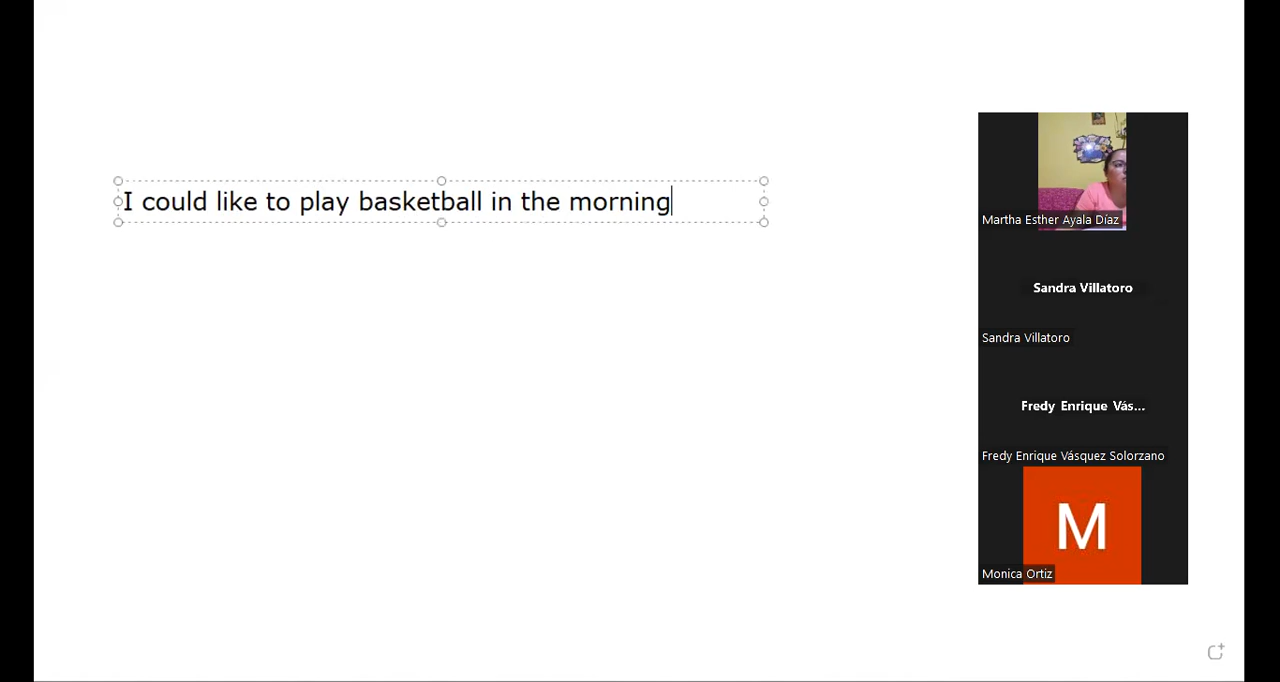 I could like to play basketball in the morning
Martha Esther Ayala Díaz
Sandra Villatoro
Sandra Villatoro
Fredy Enrique Vás...
Fredy Enrique Vásquez Solorzano
M
Monica Ortiz